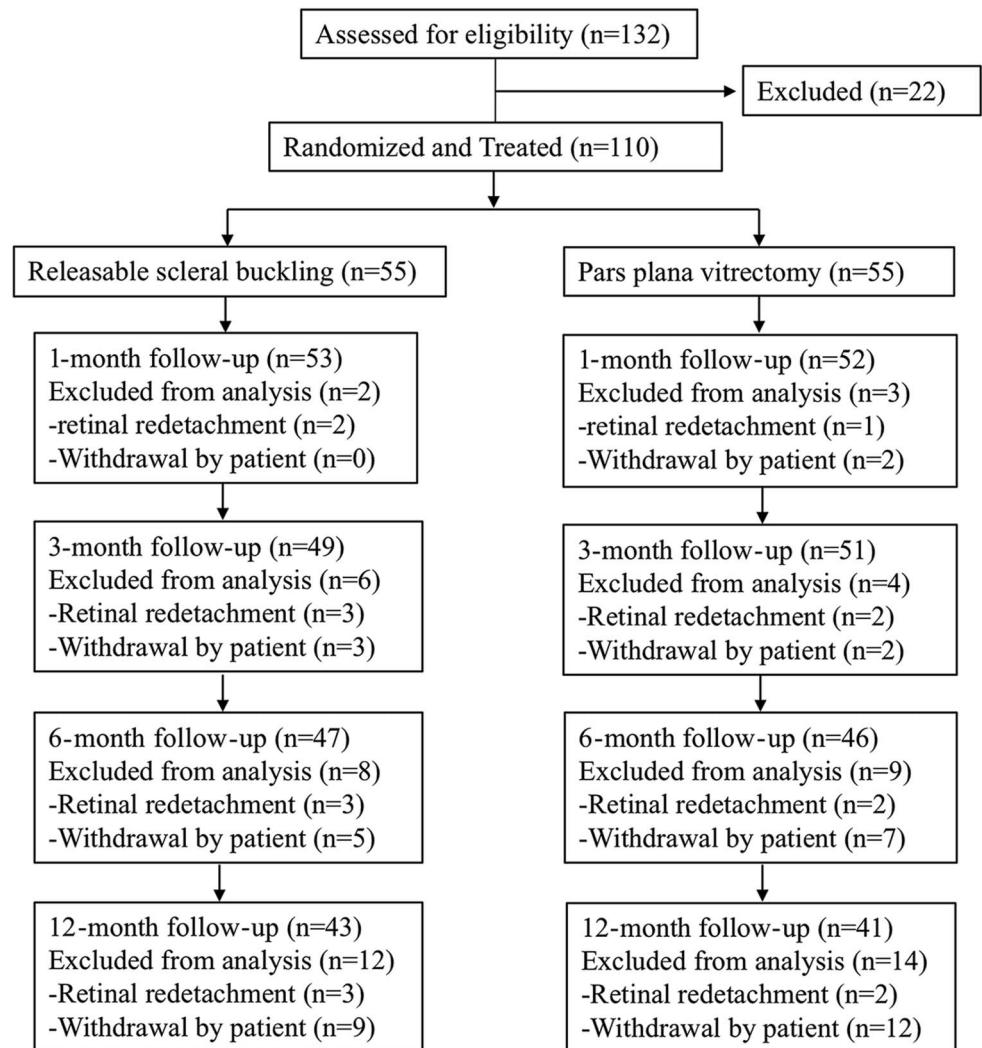 Assessed for eligibility (n=132)
Excluded (n=22)
Randomized and Treated (n=110)
Releasable scleral buckling (n=55)
Pars plana vitrectomy (n=55)
1-month follow-up (n=53)
Excluded from analysis (n=2)
-retinal redetachment (n=2)
-Withdrawal by patient (n=0)
1-month follow-up (n=52)
Excluded from analysis (n=3)
-retinal redetachment (n=1)
-Withdrawal by patient (n=2)
3-month follow-up (n=49)
Excluded from analysis (n=6)
-Retinal redetachment (n=3)
-Withdrawal by patient (n=3)
3-month follow-up (n=51)
Excluded from analysis (n=4)
-Retinal redetachment (n=2)
-Withdrawal by patient (n=2)
6-month follow-up (n=47)
Excluded from analysis (n=8)
-Retinal redetachment (n=3)
-Withdrawal by patient (n=5)
6-month follow-up (n=46)
Excluded from analysis (n=9)
-Retinal redetachment (n=2)
-Withdrawal by patient (n=7)
12-month follow-up (n=43)
Excluded from analysis (n=12)
-Retinal redetachment (n=3)
-Withdrawal by patient (n=9)
12-month follow-up (n=41)
Excluded from analysis (n=14)
-Retinal redetachment (n=2)
-Withdrawal by patient (n=12)